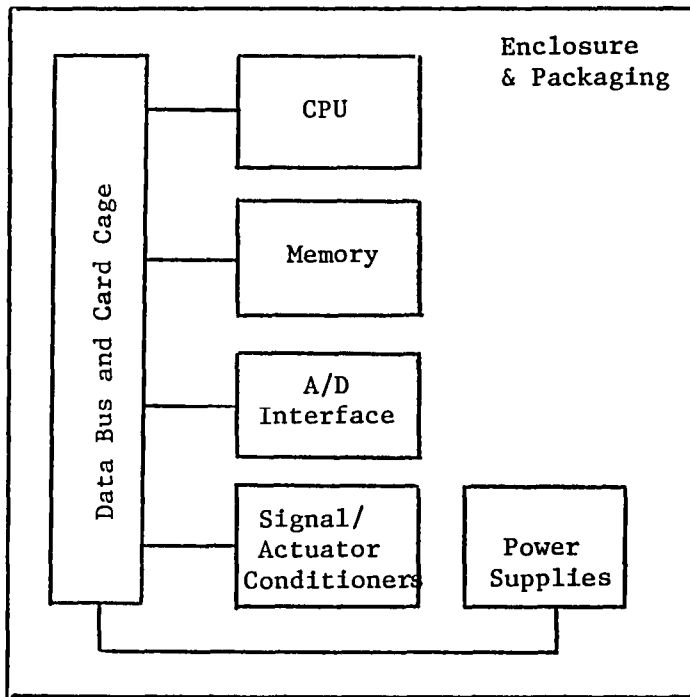 Enclosure
& Packaging
CPU
Data Bus and Card Cage
Memory
A/D
Interface
Signal/
Actuator
Conditioners
Power
Supplies